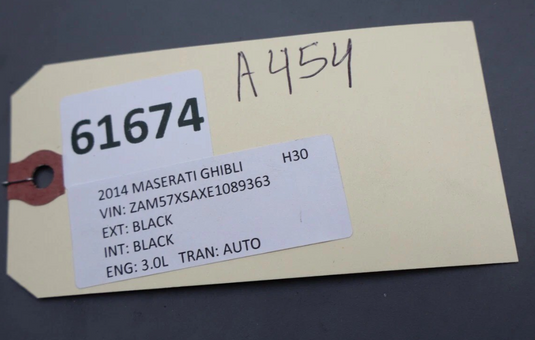 A454
61674
2014 MASERATI GHIBLI H30
VIN: ZAM57XSAXE1089363
EXT: BLACK
INT: BLACK
ENG: 3.0L TRAN: AUTO